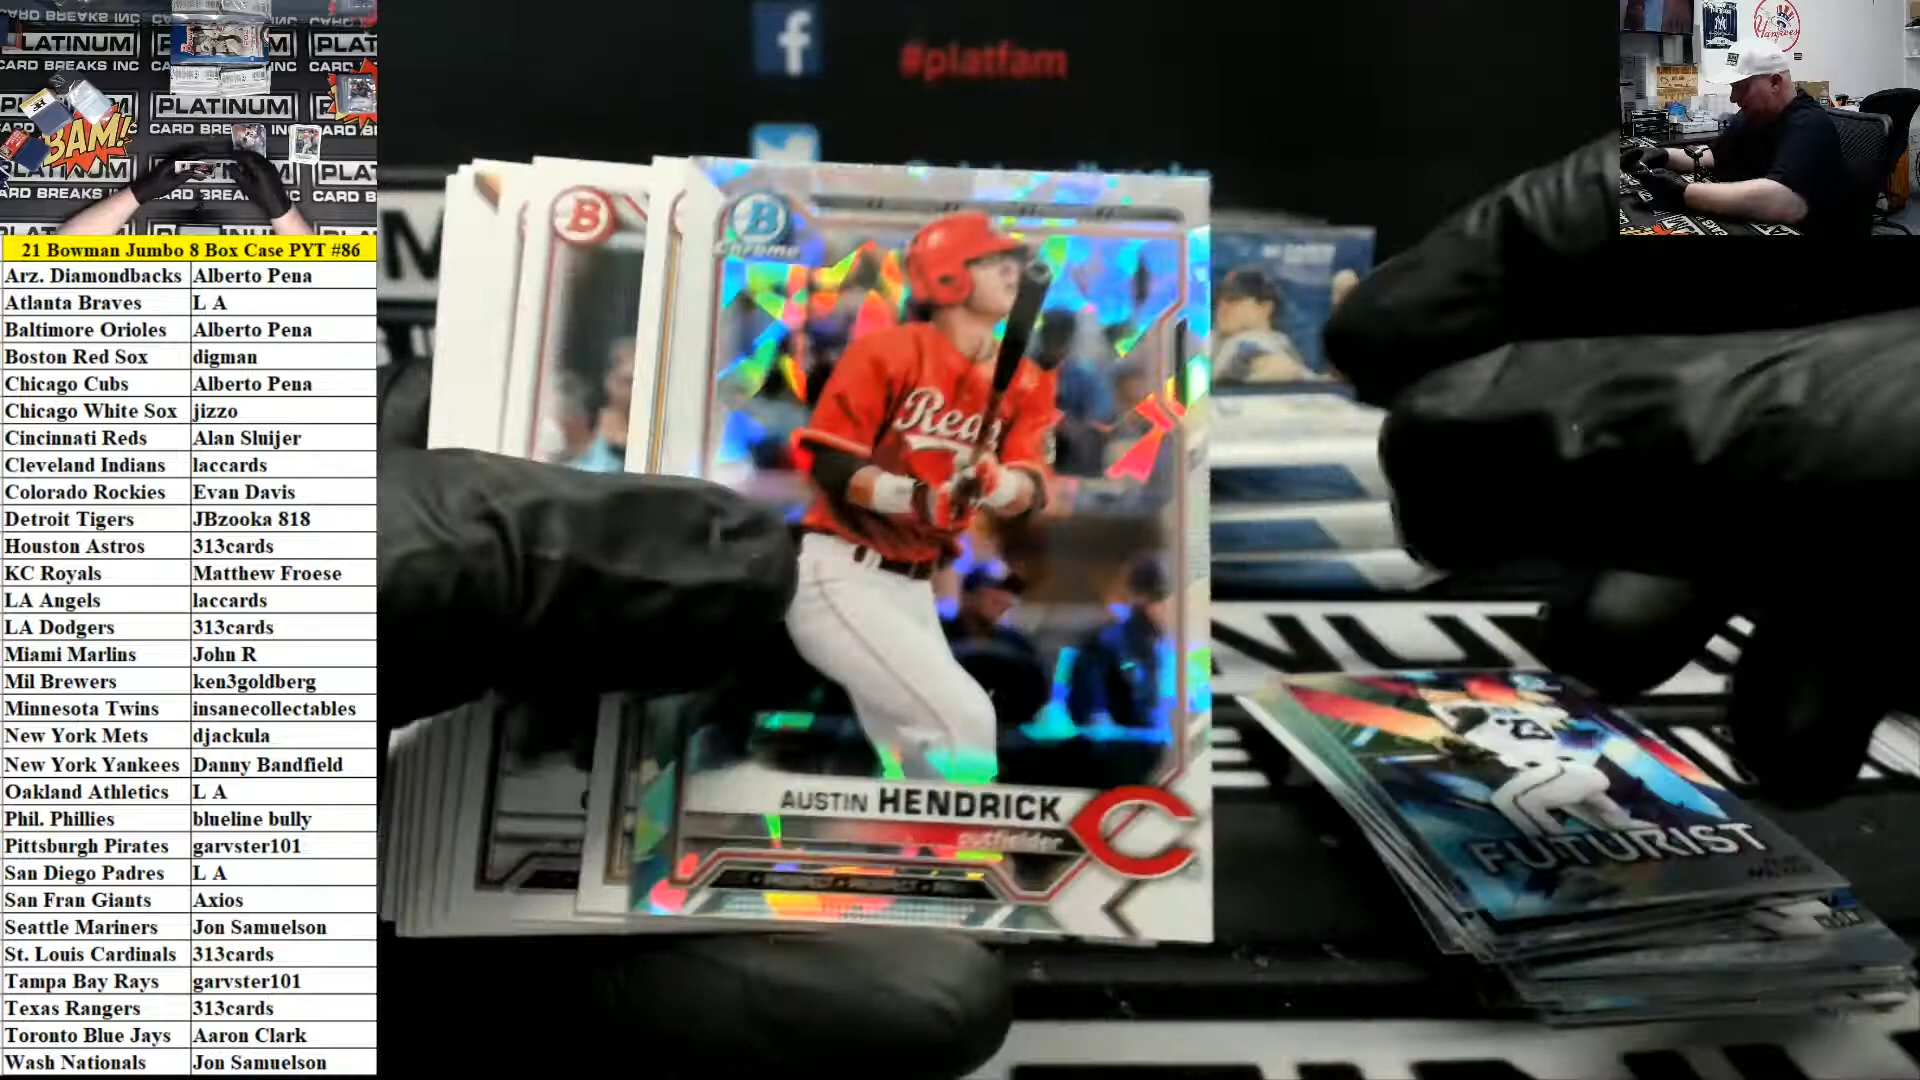 21 Bowman Jumbo 8 Box Case PYT #86
Arz. Diamondbacks Alberto Pena
Atlanta Braves L A
Baltimore Orioles Alberto Pena
Boston Red Sox digman
Chicago Cubs Alberto Pena
Chicago White Sox jizzo
Cincinnati Reds Alan Sluijer
Cleveland Indians laccards
Colorado Rockies Evan Davis
Detroit Tigers JBzooka 818
Houston Astros 313cards
KC Royals Matthew Froese
LA Angels laccards
LA Dodgers 313cards
Miami Marlins John R
Mil Brewers ken3goldberg
Minnesota Twins insanecollectables
New York Mets djackula
New York Yankees Danny Bandfield
Oakland Athletics L A
Phil. Phillies blueline bully
Pittsburgh Pirates garvster101
San Diego Padres L A
San Fran Giants Axios
Seattle Mariners Jon Samuelson
St. Louis Cardinals 313cards
Tampa Bay Rays garvster101
Texas Rangers 313cards
Toronto Blue Jays Aaron Clark
Wash Nationals Jon Samuelson
LATINUM
CARD BREAKS INC
PLATINUM
BAM!
f
#platfam
Yankees
B
B
Chrome
Reds
AUSTIN HENDRICK
outfielder
PROSPECT • PROSPECT
C
23
FUTURIST